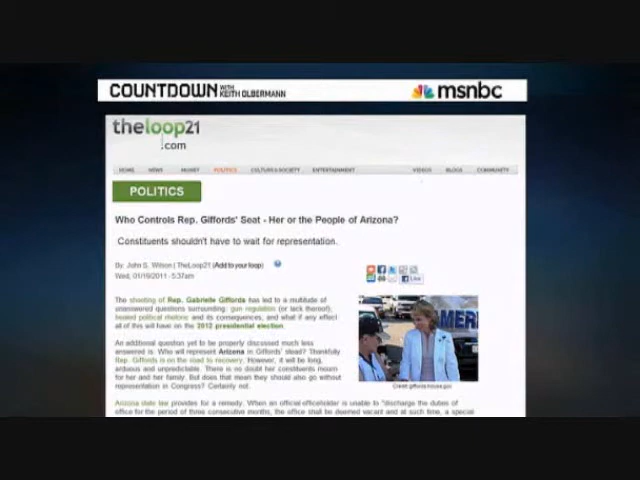 COUNTDOWN WITH KEITH OLBERMANN
msnbc
theloop21
.com
HOME NEWS MONEY POLITICS CULTURE & SOCIETY ENTERTAINMENT VIDEOS BLOGS COMMUNITY
POLITICS
Who Controls Rep. Giffords' Seat - Her or the People of Arizona?
Constituents shouldn't have to wait for representation.
By: John S. Wilson | TheLoop21 (Add to your loop)
Wed, 01/19/2011 - 5:37am
Like
The shooting of Rep. Gabrielle Giffords has led to a multitude of
unanswered questions surrounding: gun regulation (or lack thereof),
heated political rhetoric and its consequences, and what if any effect
all of this will have on the 2012 presidential election.
AMERI
An additional question yet to be properly discussed much less
answered is: Who will represent Arizona in Giffords' stead? Thankfully
Rep. Giffords is on the road to recovery. However, it will be long,
arduous and unpredictable. There is no doubt her constituents mourn
for her and her family. But does that mean they should also go without
representation in Congress? Certainly not.
Credit: giffords.house.gov
Arizona state law provides for a remedy. When an official officeholder is unable to "discharge the duties of
office for the period of three consecutive months, the office shall be deemed vacant and at such time, a special